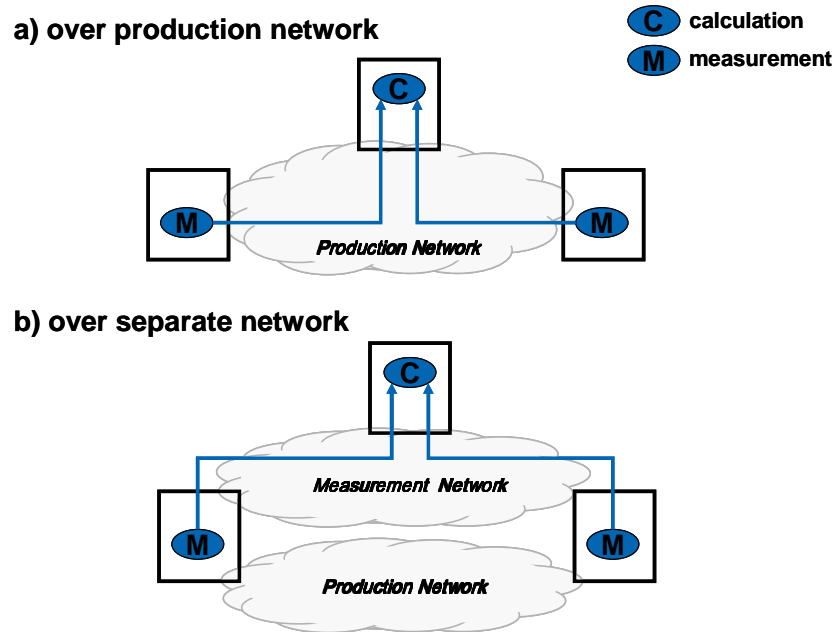 a) over production network
C calculation
M measurement
C
M
M
Production Network
b) over separate network
C
Measurement Network
M
M
Production Network